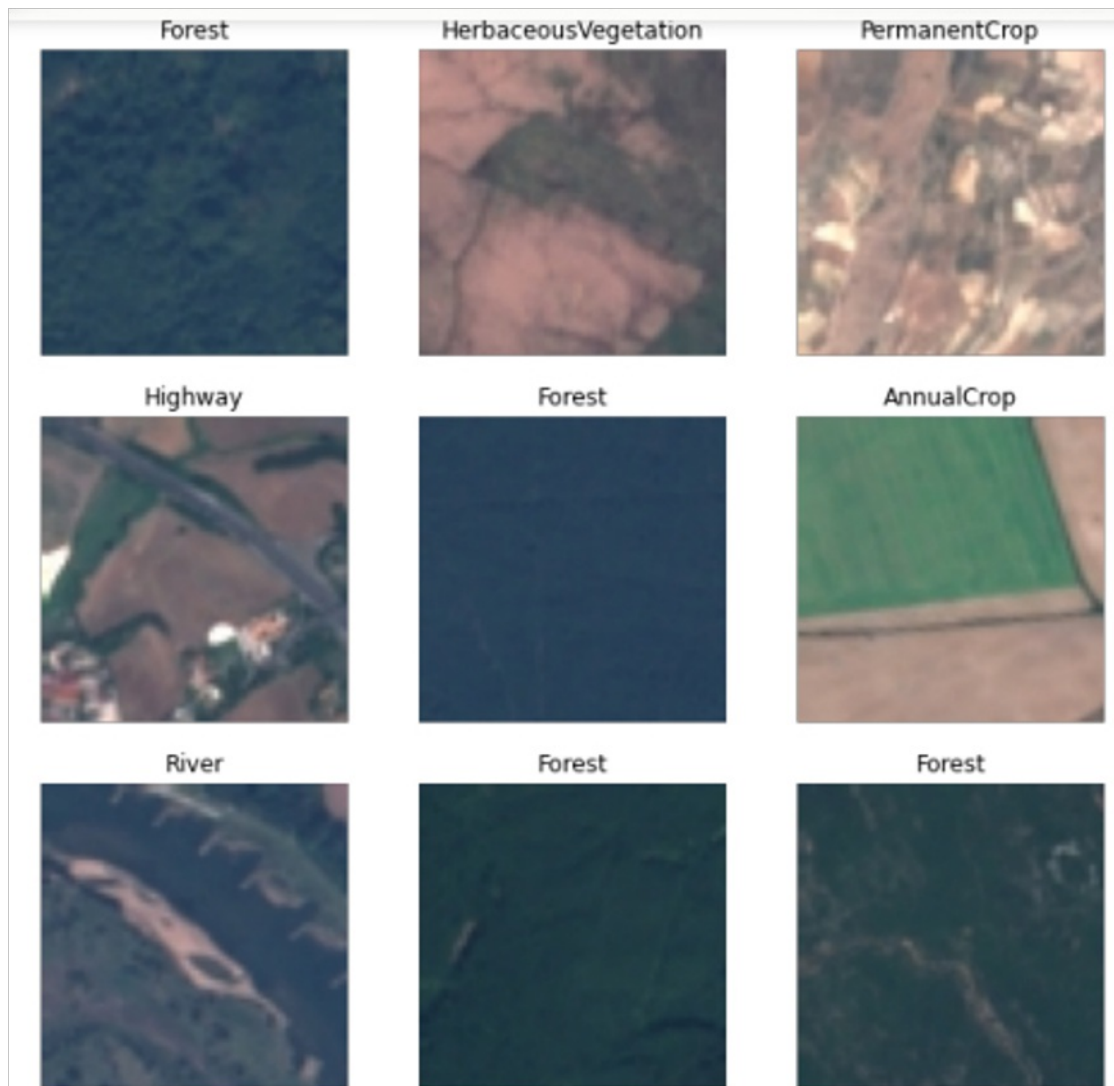 Forest
HerbaceousVegetation
PermanentCrop
Highway
Forest
AnnualCrop
River
Forest
Forest